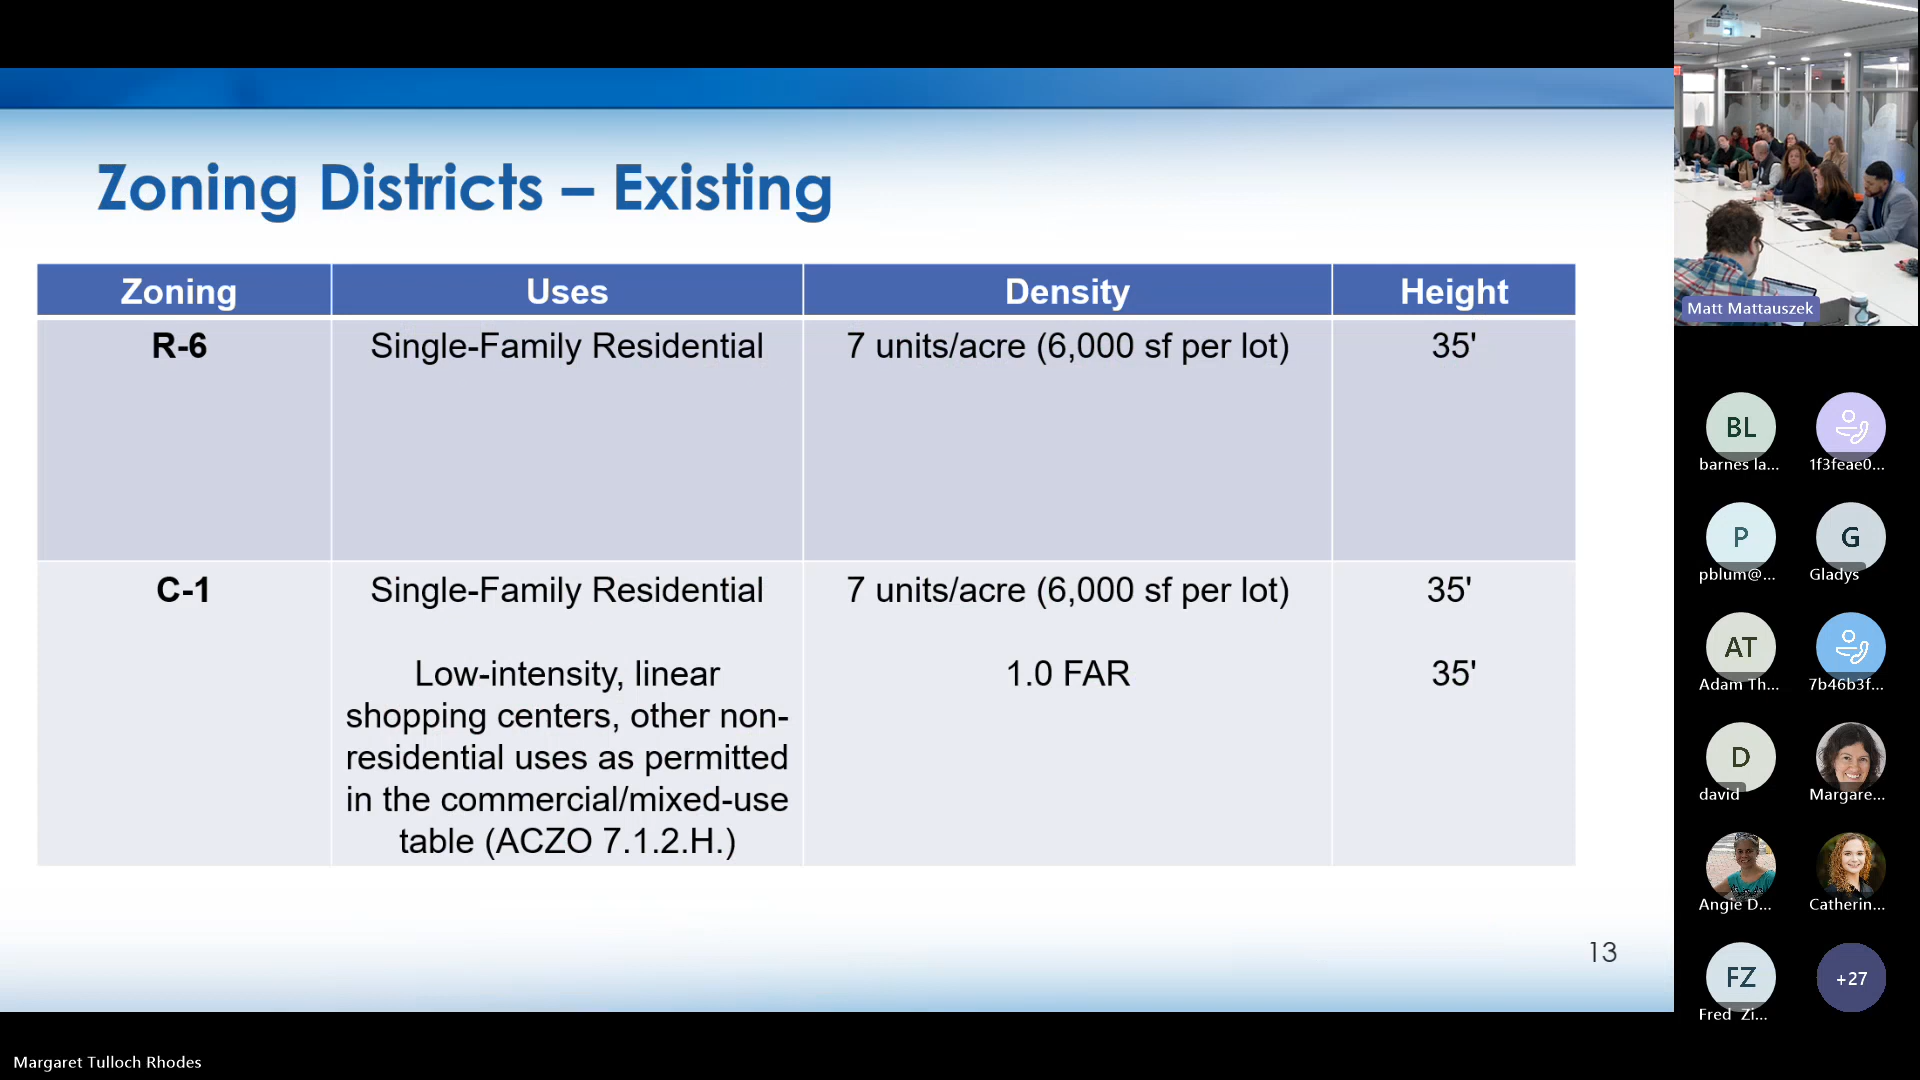 Zoning Districts – Existing
Zoning
Uses
Density
Height
R-6
Single-Family Residential
7 units/acre (6,000 sf per lot)
35'
C-1
Single-Family Residential
7 units/acre (6,000 sf per lot)
35'
Low-intensity, linear
shopping centers, other non-
residential uses as permitted
in the commercial/mixed-use
table (ACZO 7.1.2.H.)
1.0 FAR
35'
13
Matt Mattauszek
BL
barnes la...
1f3feae0...
P
pblum@...
G
Gladys
AT
Adam Th...
7b46b3f...
D
david
Margare...
Angie D...
Catherin...
FZ
Fred Zi...
+27
Margaret Tulloch Rhodes